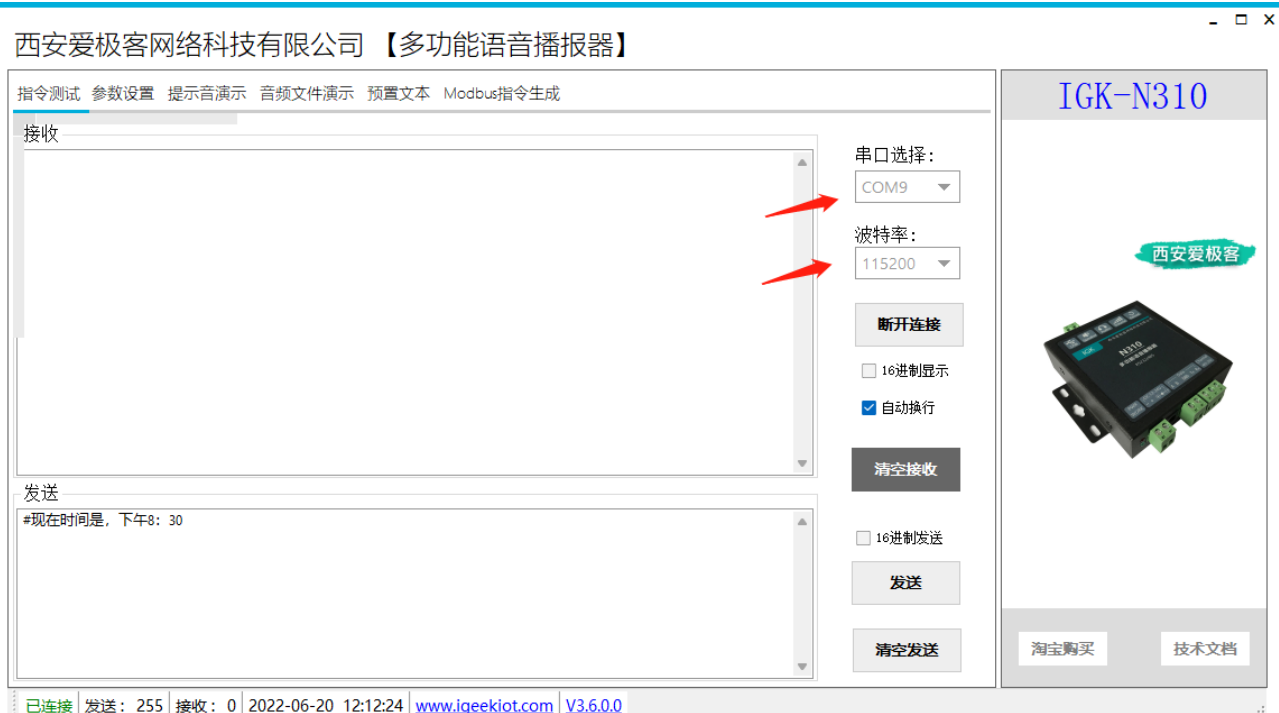 西安爱极客网络科技有限公司 【多功能语音播报器】
指令测试 参数设置 提示音演示 音频文件演示 预置文本 Modbus指令生成
IGK-N310
接收
串口选择:
COM9
波特率:
115200
西安爱极客
断开连接
N310
IGK
16进制显示
自动换行
清空接收
发送
#现在时间是, 下午8: 30
16进制发送
发送
清空发送
淘宝购买 技术文档
已连接 发送: 255 接收: 0 2022-06-20 12:12:24 www.igeekiot.com V3.6.0.0